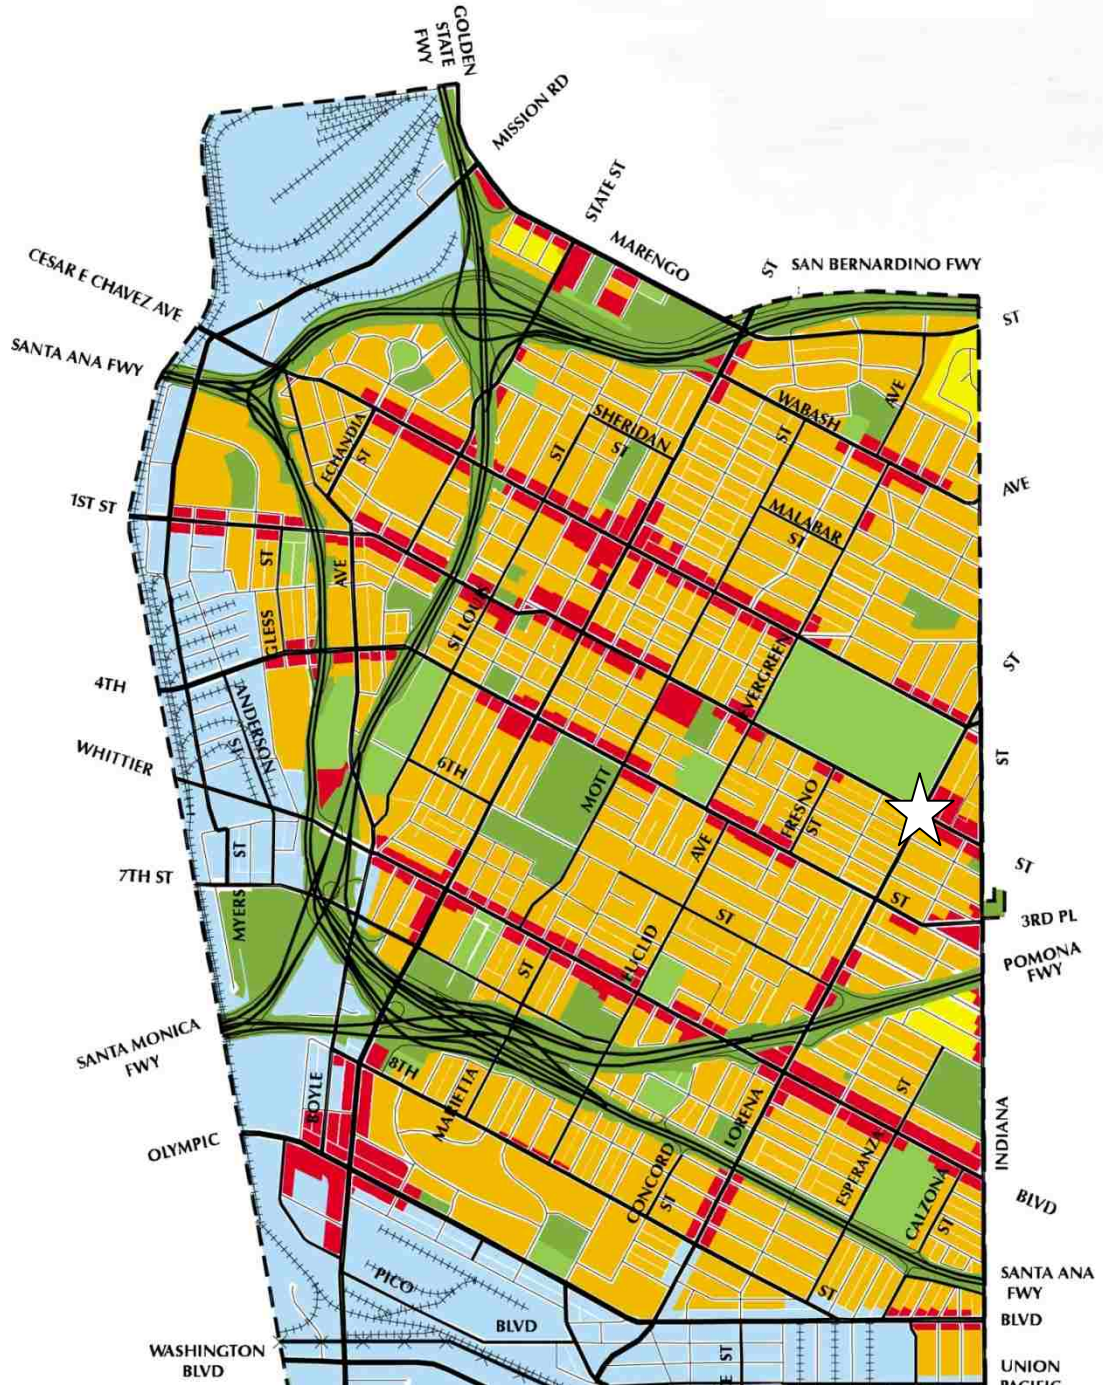 GOLDEN
STATE
FWY
MISSION RD
STATE ST
MARENGO
ST
SAN BERNARDINO FWY
CESAR E CHAVEZ AVE
ST
SANTA ANA FWY
AVE
WABASH
SHERIDAN
ST
ECHANDIA
ST
ST
ST
AVE
1ST ST
MALABAR
ST
ST
AVE
GLESS
ST LOUIS
EVERGREEN
ST
4TH
ANDERSON
ST
WHITTIER
6TH
MOTT
FRESNO
ST
ST
AVE
ST
7TH ST
MYERS
ST
ST
ST
3RD PL
EUCLID
POMONA
FWY
ST
SANTA MONICA
FWY
8TH
BOYLE
MARIETTA
LORENA
ST
INDIANA
OLYMPIC
CONCORD
ST
ESPERANZA
CALZONA
ST
BLVD
PICO
ST
SANTA ANA
FWY
BLVD
BLVD
WASHINGTON
BLVD
E ST
UNION
PACIFIC